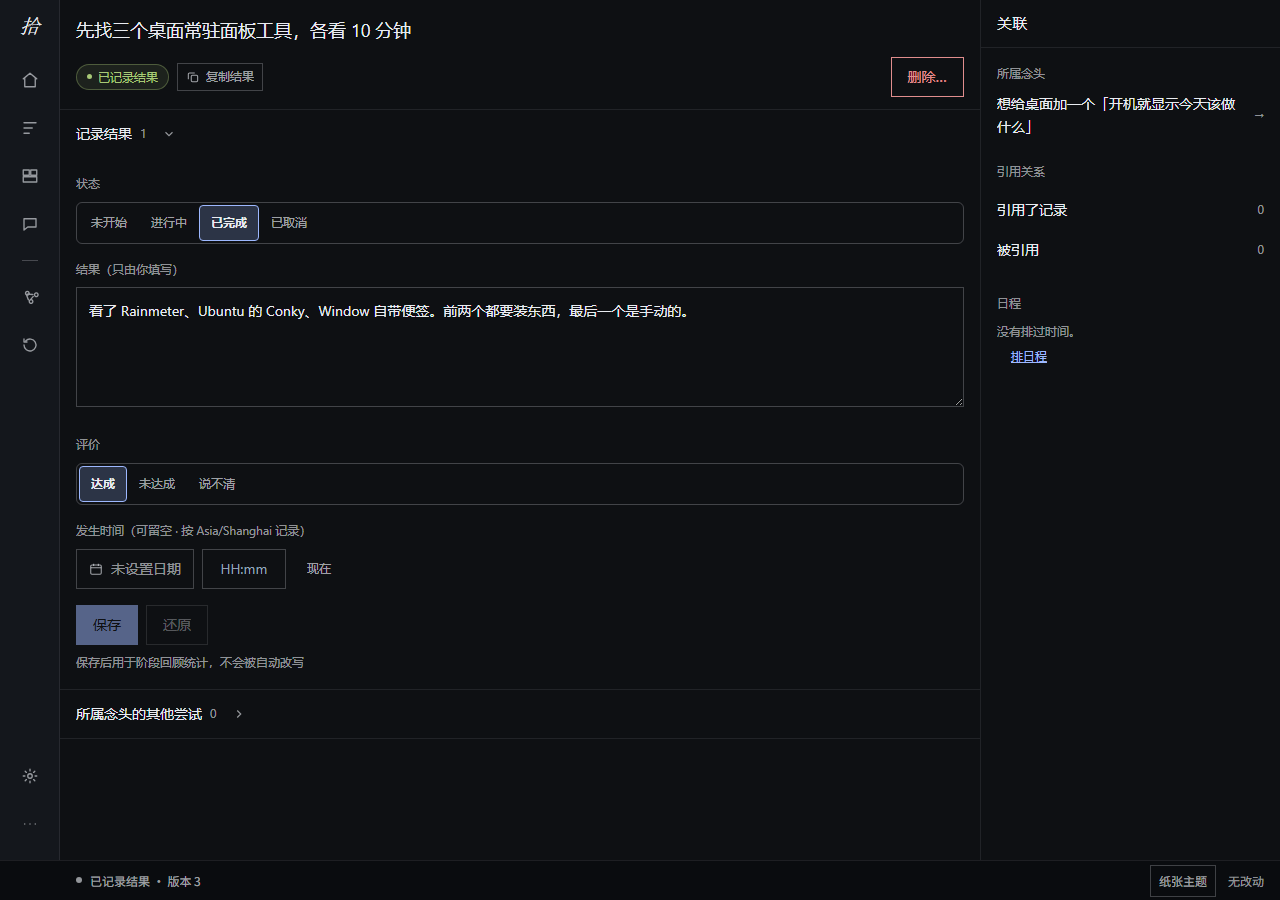 拾
先找三个桌面常驻面板工具，各看 10 分钟
已记录结果
复制结果
删除...
记录结果 1
状态
未开始 进行中 已完成 已取消
结果（只由你填写）
看了 Rainmeter、Ubuntu 的 Conky、Window 自带便签。前两个都要装东西，最后一个是手动的。
评价
达成 未达成 说不清
发生时间（可留空 · 按 Asia/Shanghai 记录）
未设置日期 HH:mm 现在
保存 还原
保存后用于阶段回顾统计，不会被自动改写
所属念头的其他尝试 0
关联
所属念头
想给桌面加一个「开机就显示今天该做
什么」 →
引用关系
引用了记录 0
被引用 0
日程
没有排过时间。
排日程
已记录结果 · 版本 3
纸张主题 无改动